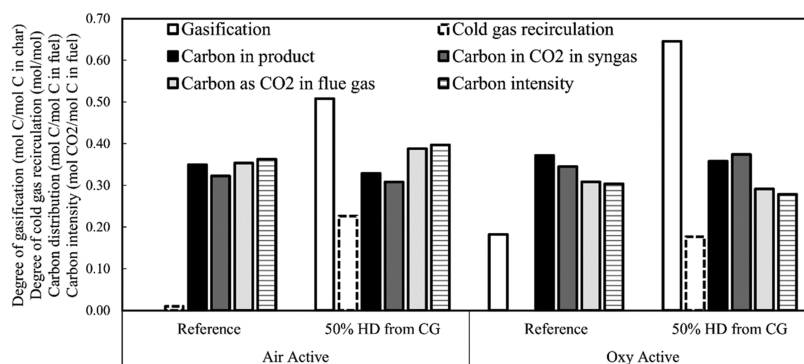 Degree of gasification (mol C/mol C in char)
Degree of cold gas recirculation (mol/mol)
Carbon distribution (mol C/mol C in fuel)
Carbon intensity (mol CO2/mol C in fuel)
0.70
0.60
0.50
0.40
0.30
0.20
0.10
0.00
Gasification
Cold gas recirculation
Carbon in product
Carbon in CO2 in syngas
Carbon as CO2 in flue gas
Carbon intensity
Reference
50% HD from CG
Reference
50% HD from CG
Air Active
Oxy Active